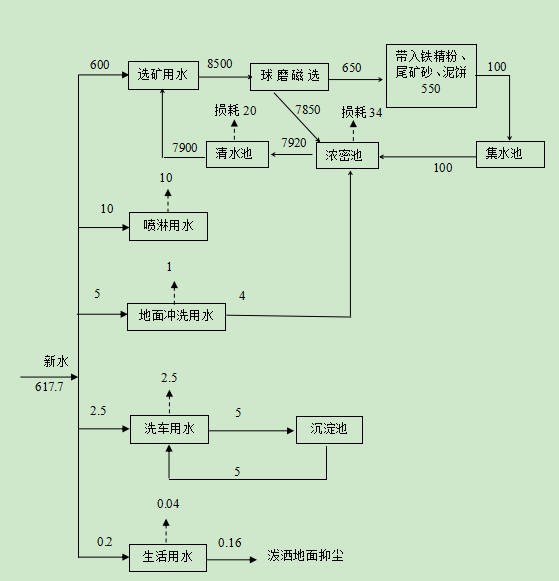 带入铁精粉、
尾矿砂、泥饼
550
600
8500
650
100
选矿用水
球磨磁选
7850
损耗 20
损耗 34
7900
7920
清水池
浓密池
集水池
100
10
10
喷淋用水
1
5
4
地面冲洗用水
新水
617.7
2.5
2.5
5
洗车用水
沉淀池
5
0.04
0.2
0.16
生活用水
泼洒地面抑尘